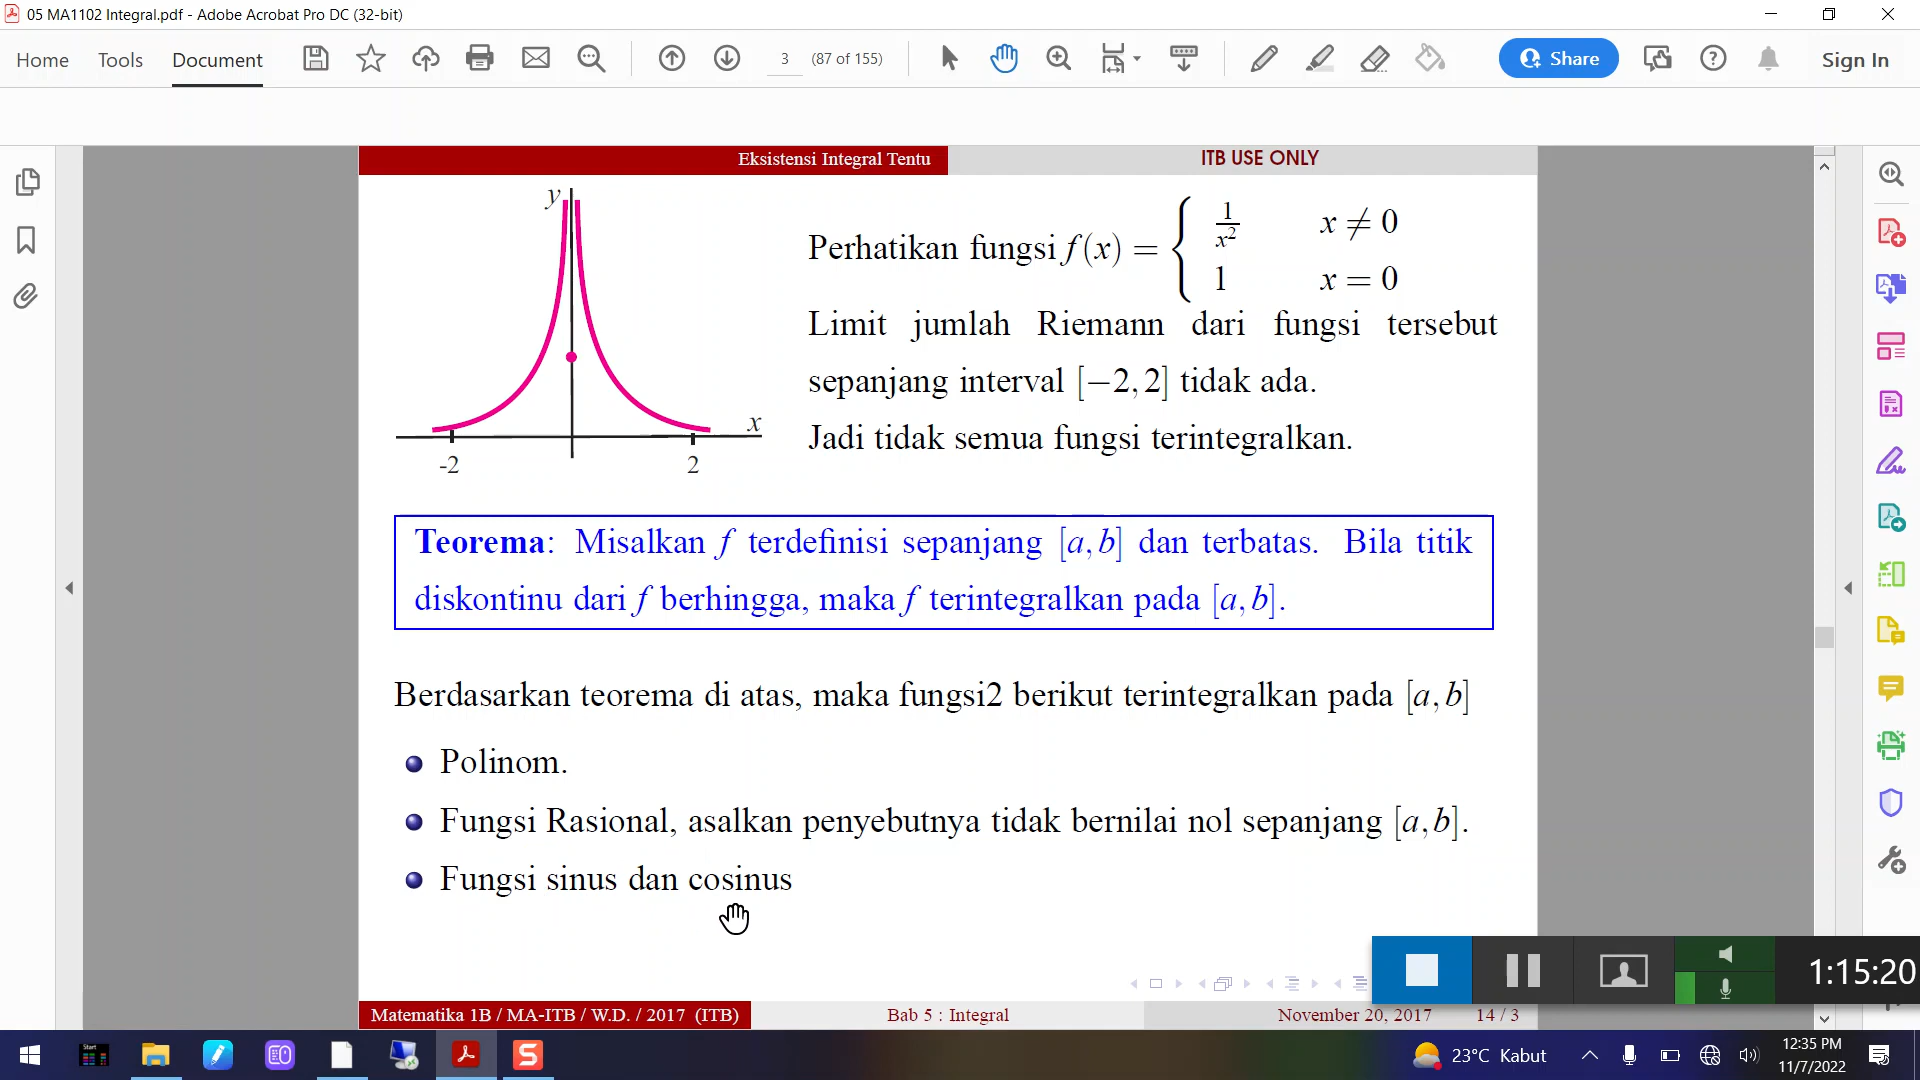 05 MA1102 Integral.pdf - Adobe Acrobat Pro DC (32-bit)
Home Tools Document 3 (87 of 155) Share Sign In
Eksistensi Integral Tentu ITB USE ONLY
y
x
-2 2
Perhatikan fungsi f(x) = { 1/x² x ≠ 0
1 x = 0
Limit jumlah Riemann dari fungsi tersebut
sepanjang interval [−2, 2] tidak ada.
Jadi tidak semua fungsi terintegralkan.
Teorema: Misalkan f terdefinisi sepanjang [a, b] dan terbatas. Bila titik
diskontinu dari f berhingga, maka f terintegralkan pada [a, b].
Berdasarkan teorema di atas, maka fungsi2 berikut terintegralkan pada [a, b]
Polinom.
Fungsi Rasional, asalkan penyebutnya tidak bernilai nol sepanjang [a, b].
Fungsi sinus dan cosinus
1:15:20
Matematika 1B / MA-ITB / W.D. / 2017 (ITB) Bab 5 : Integral November 20, 2017 14 / 3
Start
23°C Kabut
12:35 PM
11/7/2022